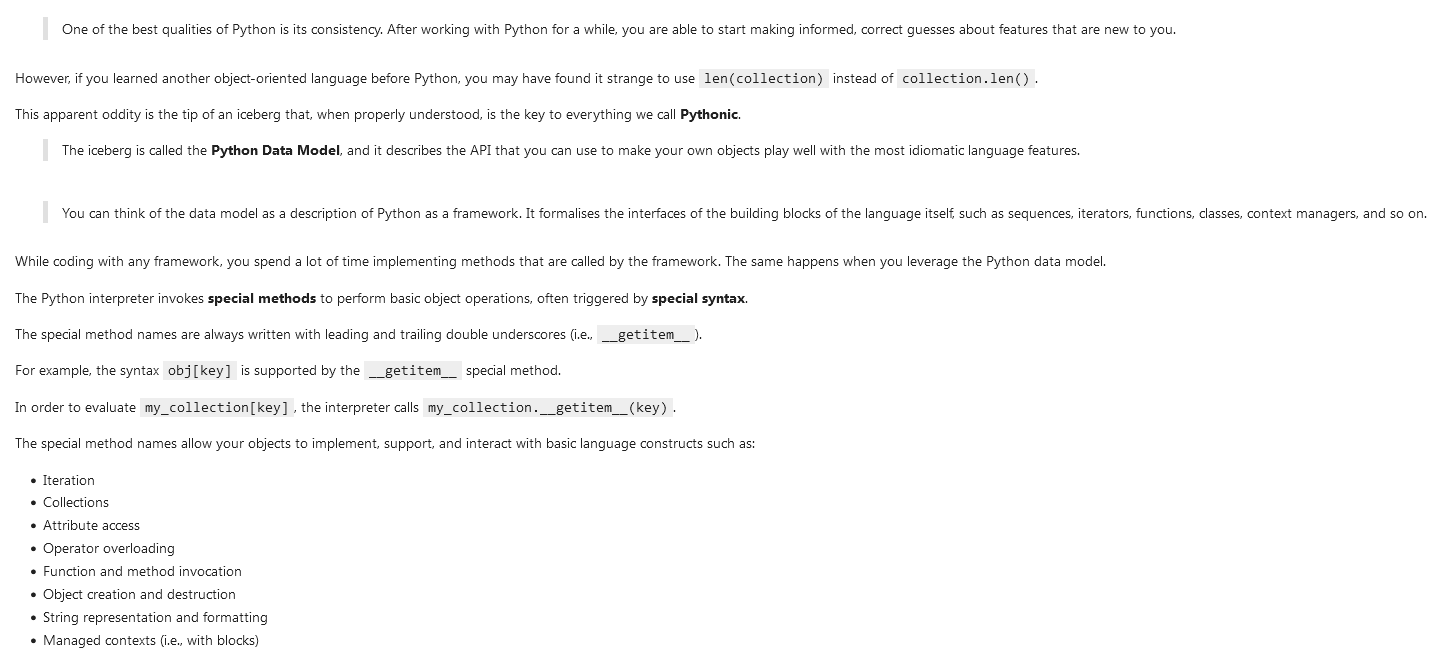 One of the best qualities of Python is its consistency. After working with Python for a while, you are able to start making informed, correct guesses about features that are new to you.
However, if you learned another object-oriented language before Python, you may have found it strange to use len(collection) instead of collection.len().
This apparent oddity is the tip of an iceberg that, when properly understood, is the key to everything we call Pythonic.
The iceberg is called the Python Data Model, and it describes the API that you can use to make your own objects play well with the most idiomatic language features.
You can think of the data model as a description of Python as a framework. It formalises the interfaces of the building blocks of the language itself, such as sequences, iterators, functions, classes, context managers, and so on.
While coding with any framework, you spend a lot of time implementing methods that are called by the framework. The same happens when you leverage the Python data model.
The Python interpreter invokes special methods to perform basic object operations, often triggered by special syntax.
The special method names are always written with leading and trailing double underscores (i.e., __getitem__ ).
For example, the syntax obj[key] is supported by the __getitem__ special method.
In order to evaluate my_collection[key] , the interpreter calls my_collection.__getitem__(key) .
The special method names allow your objects to implement, support, and interact with basic language constructs such as:
• Iteration
• Collections
• Attribute access
• Operator overloading
• Function and method invocation
• Object creation and destruction
• String representation and formatting
• Managed contexts (i.e., with blocks)